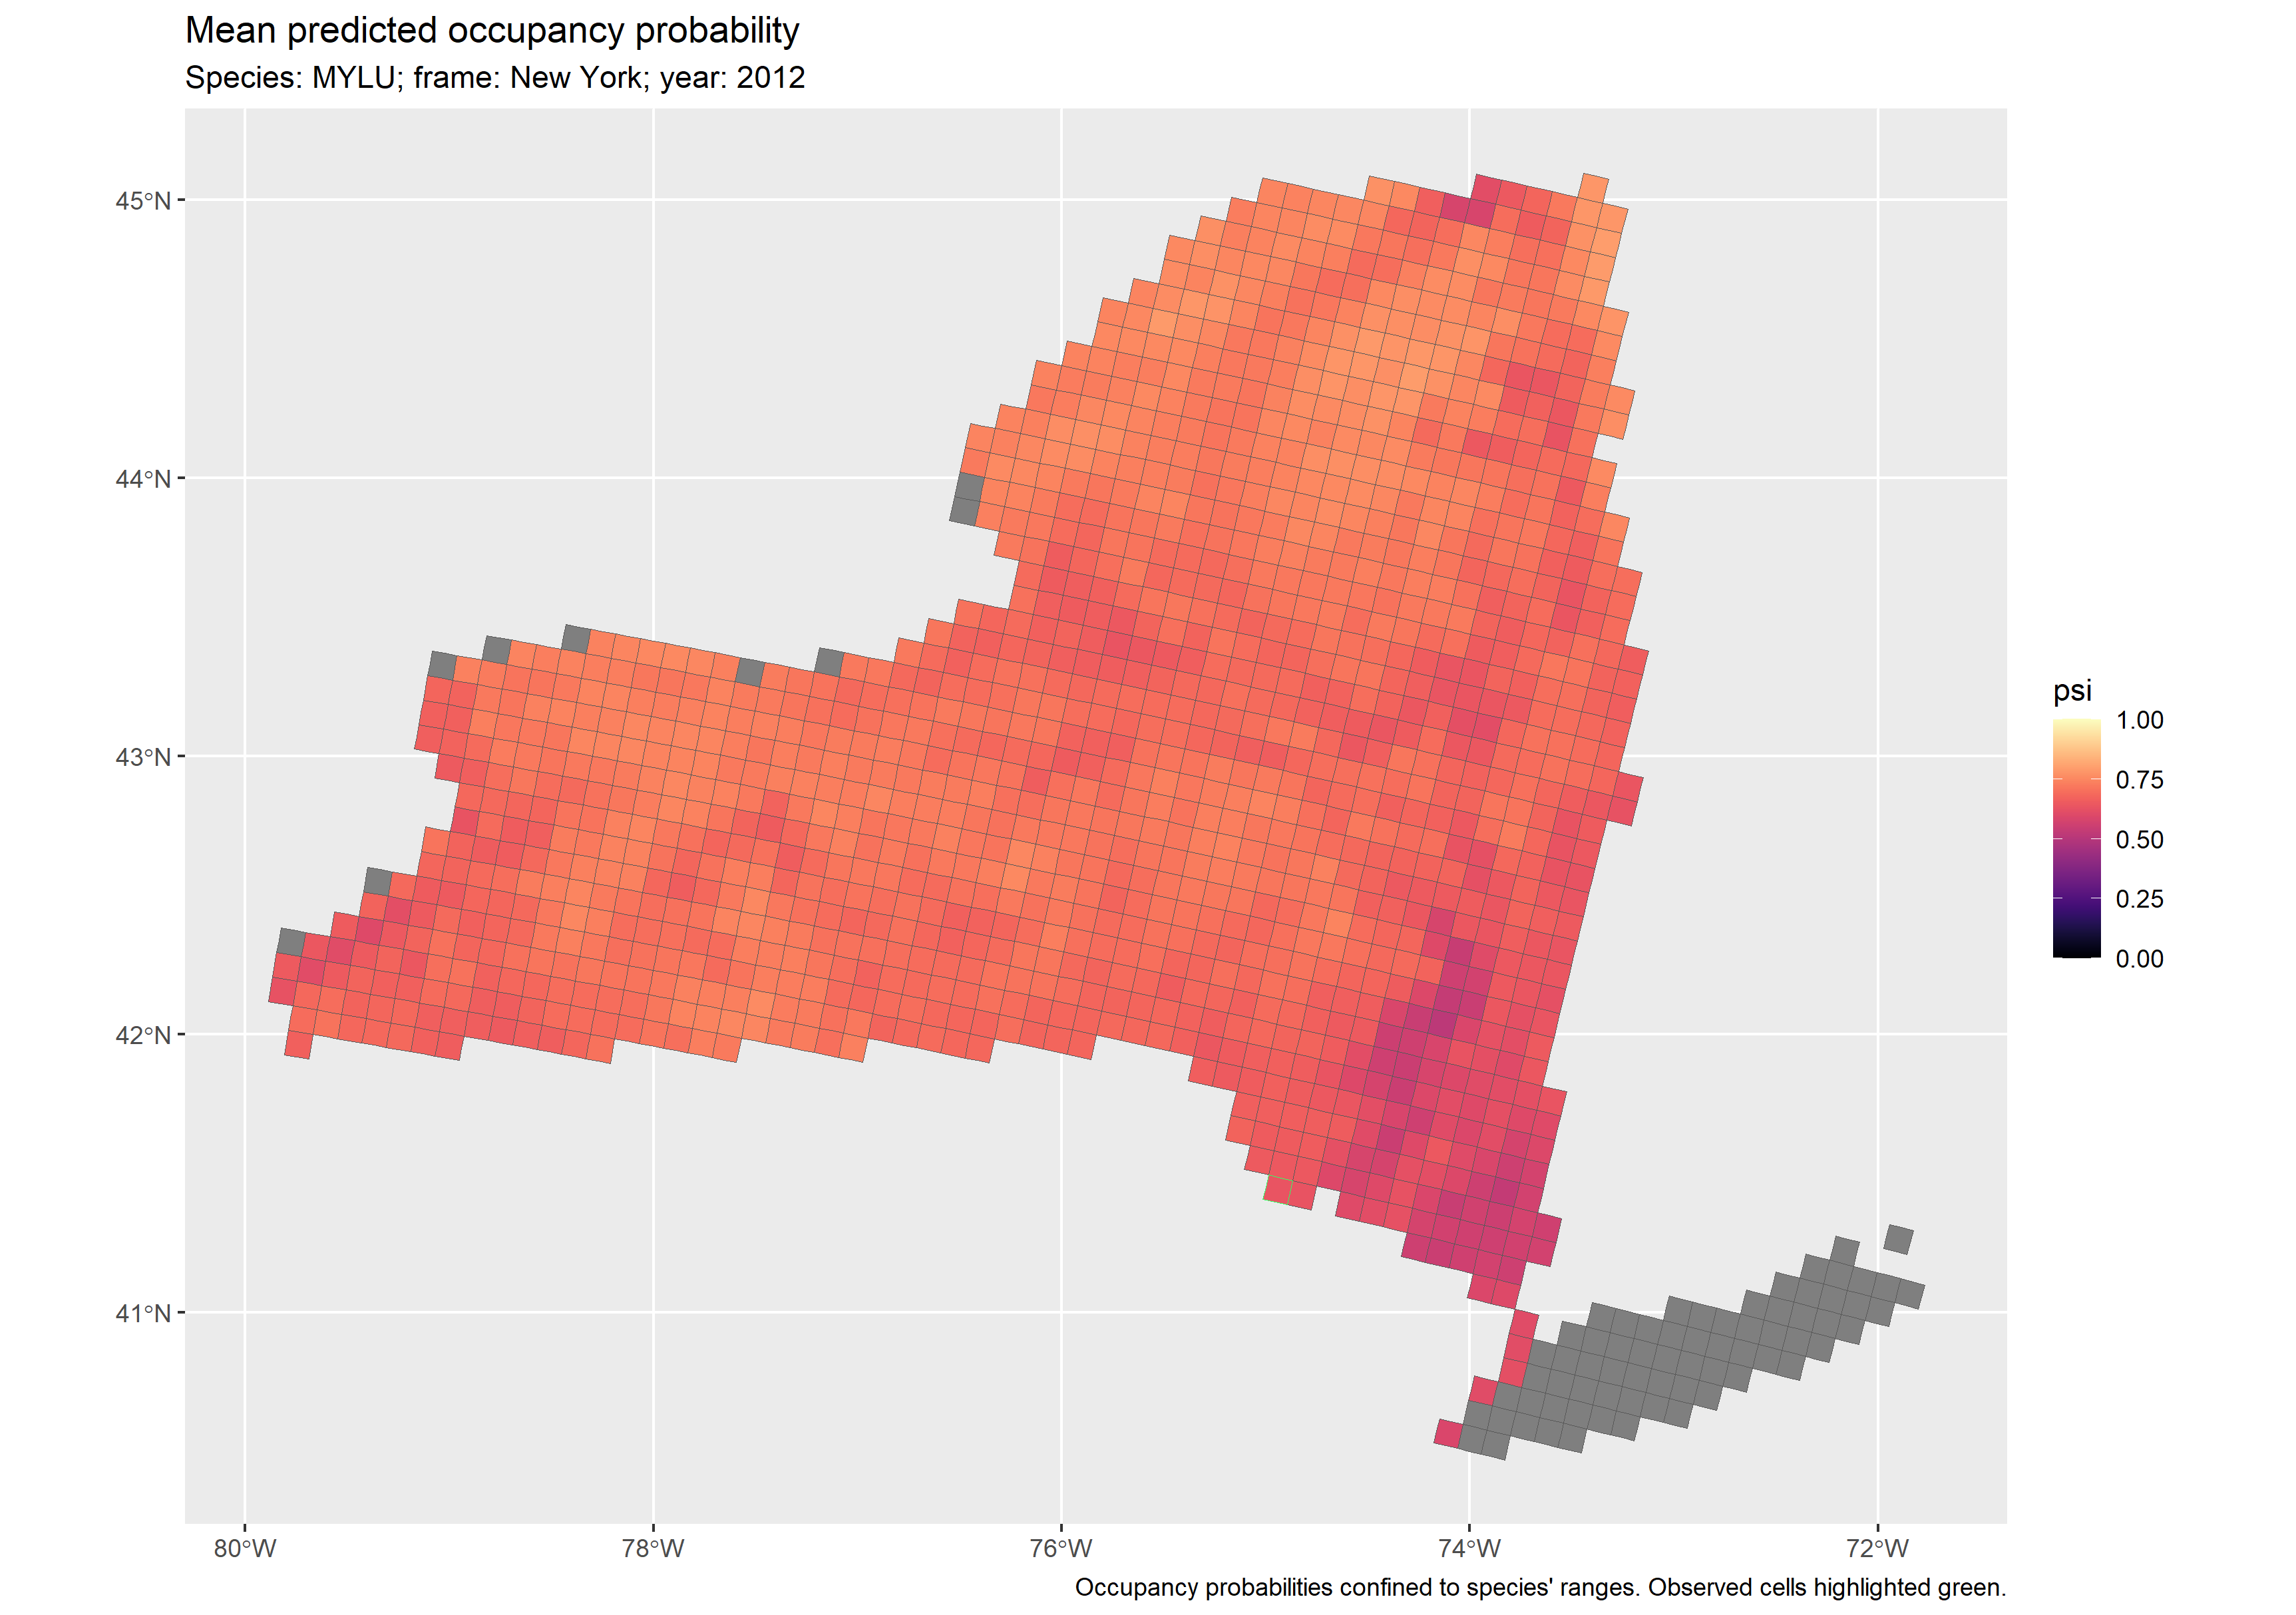 Mean predicted occupancy probability
Species: MYLU; frame: New York; year: 2012
45°N
44°N
43°N
42°N
41°N
80°W
78°W
76°W
74°W
72°W
psi
1.00
0.75
0.50
0.25
0.00
Occupancy probabilities confined to species' ranges. Observed cells highlighted green.